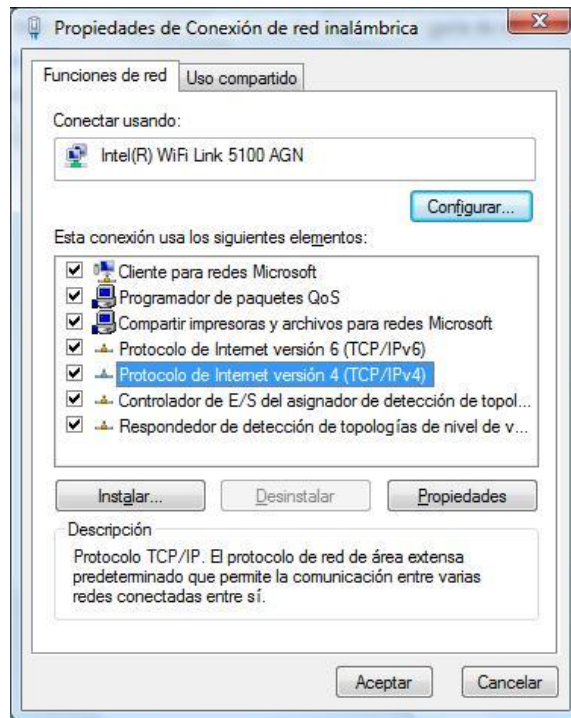 Propiedades de Conexión de red inalámbrica
Funciones de red
Uso compartido
Conectar usando:
Intel(R) WiFi Link 5100 AGN
Configurar...
Esta conexión usa los siguientes elementos:
Cliente para redes Microsoft
Programador de paquetes QoS
Compartir impresoras y archivos para redes Microsoft
Protocolo de Internet versión 6 (TCP/IPv6)
Protocolo de Internet versión 4 (TCP/IPv4)
Controlador de E/S del asignador de detección de topol...
Respondedor de detección de topologías de nivel de v...
Instalar...
Desinstalar
Propiedades
Descripción
Protocolo TCP/IP. El protocolo de red de área extensa
predeterminado que permite la comunicación entre varias
redes conectadas entre sí.
Aceptar
Cancelar